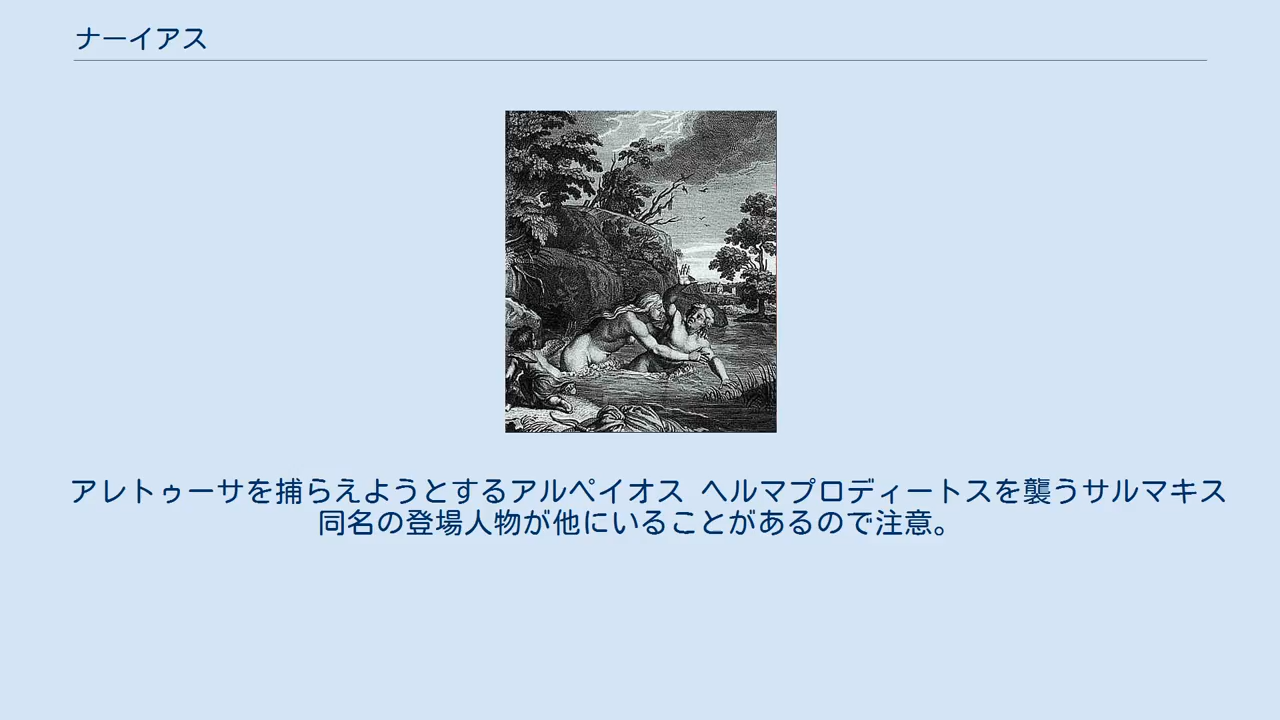 ナーイアス
アレトゥーサを捕らえようとするアルペイオス ヘルマプロディートスを襲うサルマキス
同名の登場人物が他にいることがあるので注意。